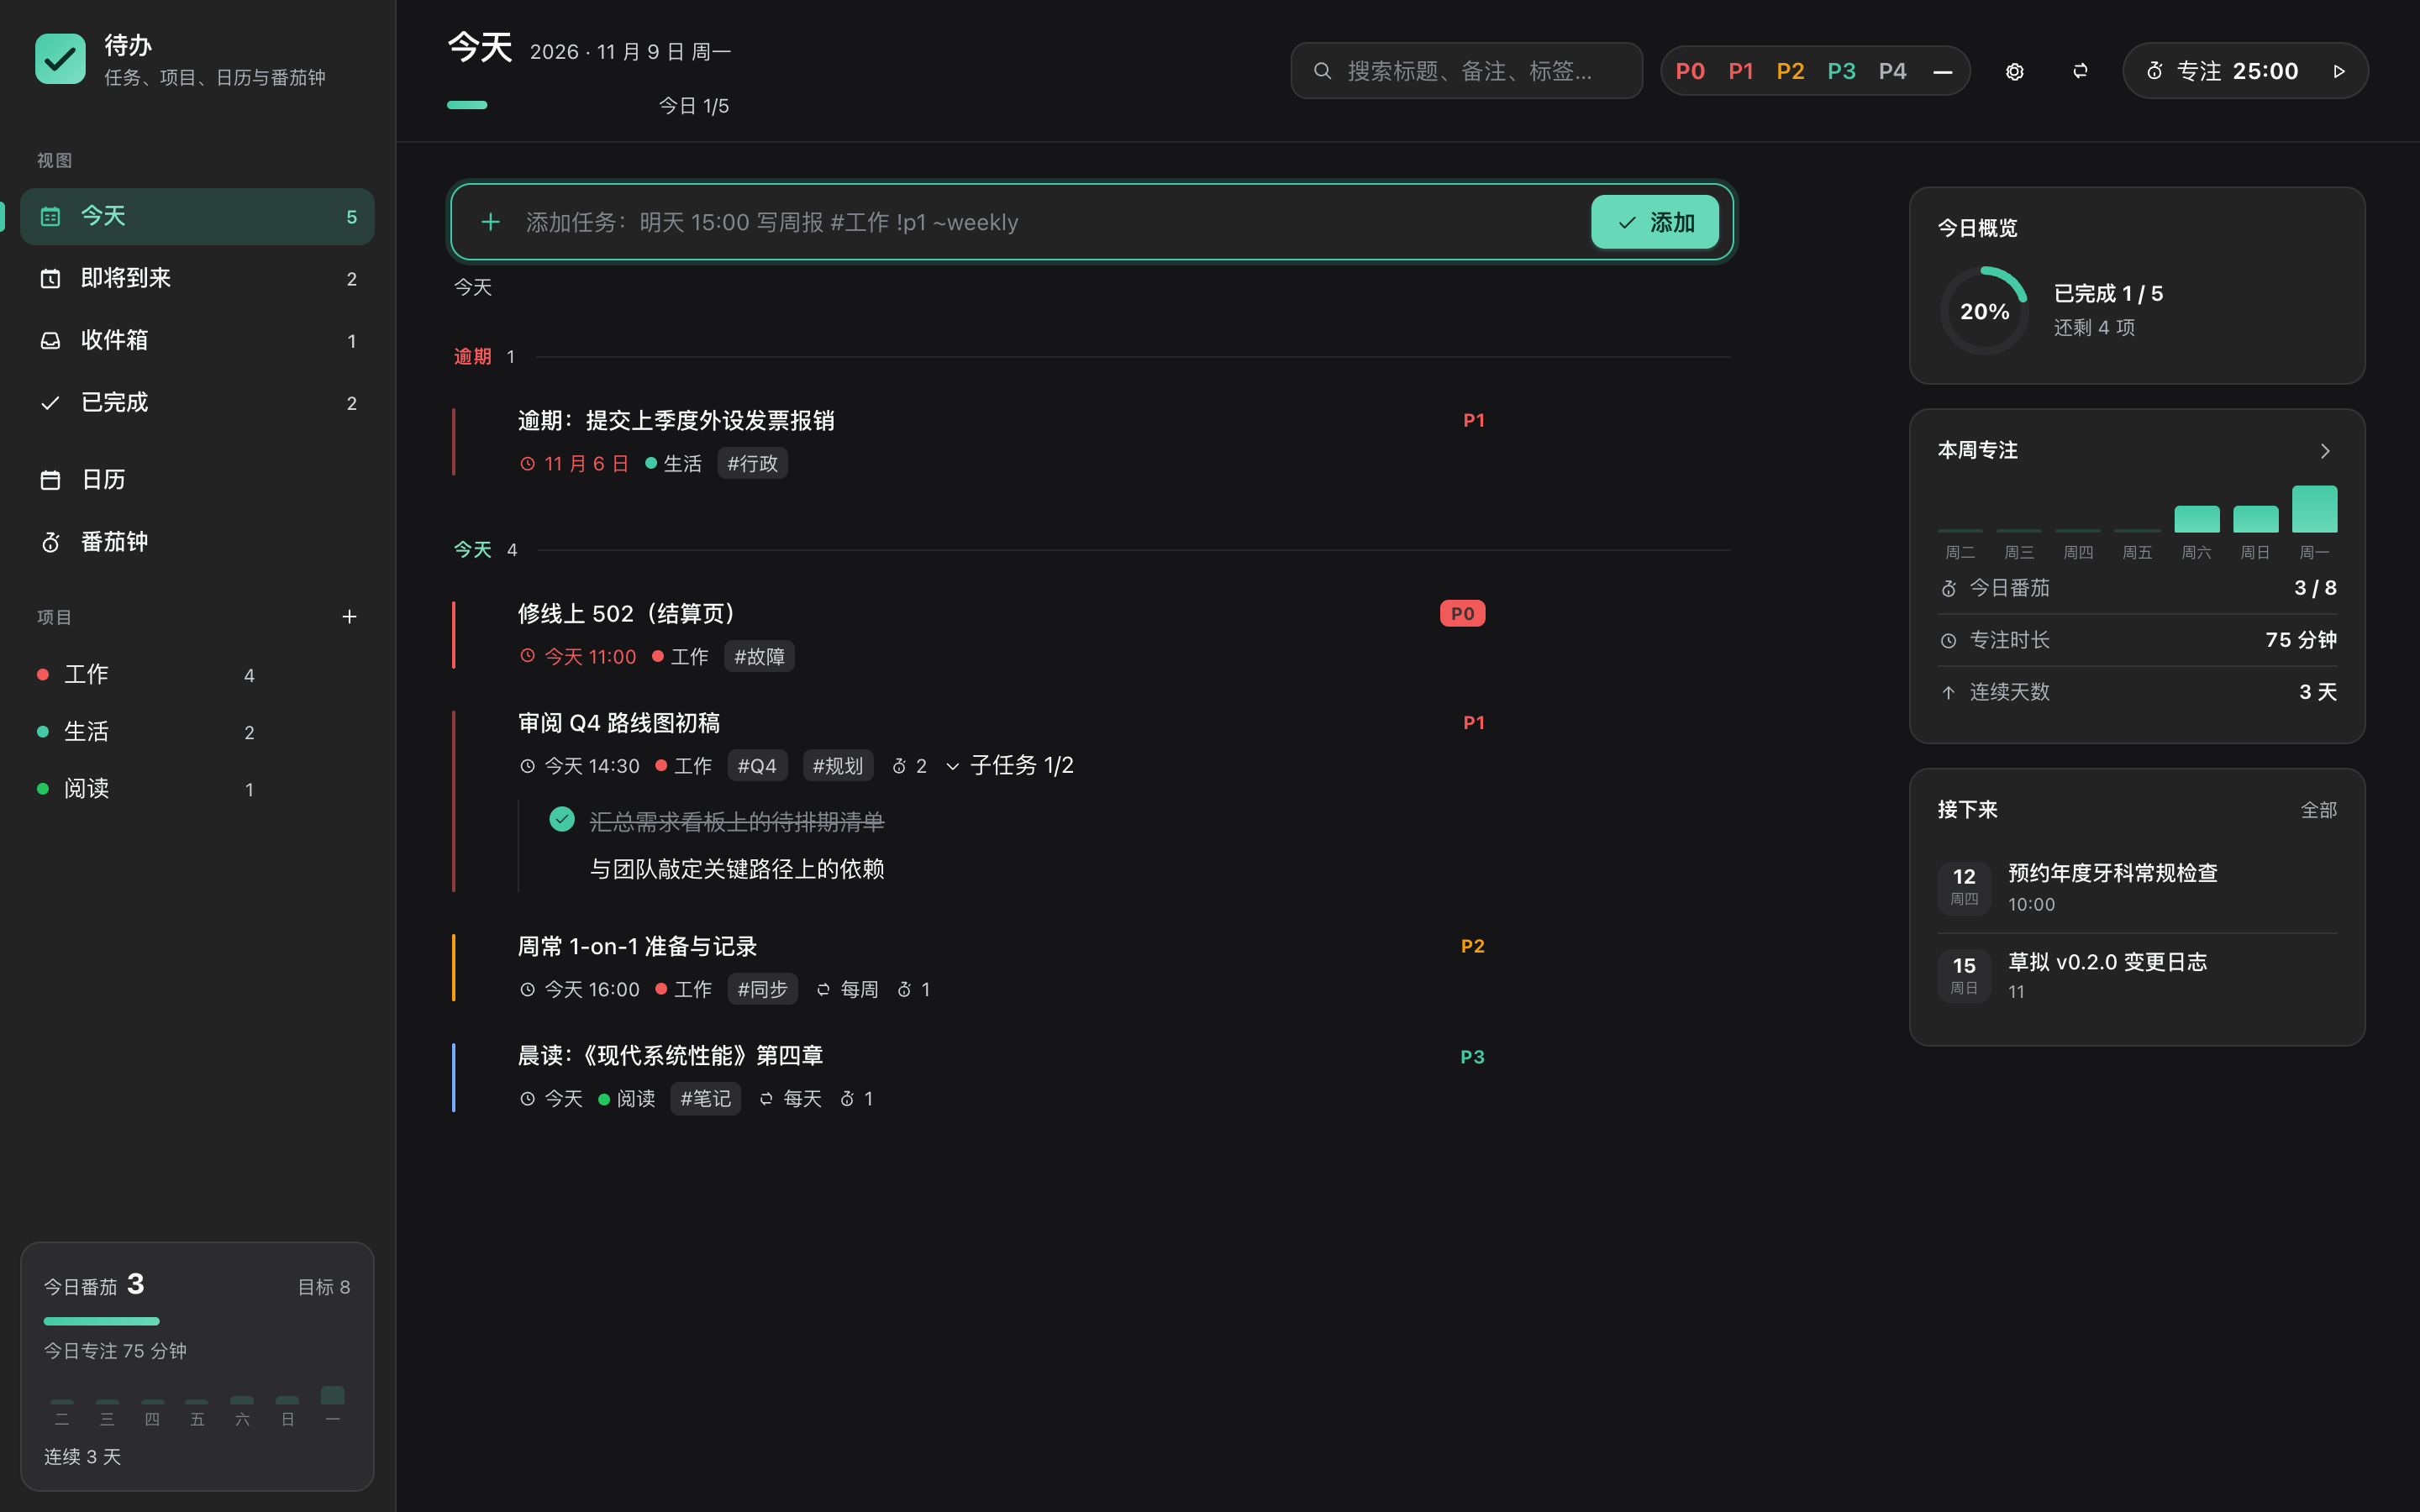 待办
任务、项目、日历与番茄钟
视图
今天 5
即将到来 2
收件箱 1
已完成 2
日历
番茄钟
项目
工作 4
生活 2
阅读 1
今日番茄 3 目标 8
今日专注 75 分钟
二 三 四 五 六 日 一
连续 3 天
今天 2026 · 11 月 9 日 周一
今日 1/5
搜索标题、备注、标签...
P0 P1 P2 P3 P4 —
专注 25:00
添加任务：明天 15:00 写周报 #工作 !p1 ~weekly
添加
今天
逾期 1
逾期：提交上季度外设发票报销 P1
11 月 6 日 生活 #行政
今天 4
修线上 502（结算页） P0
今天 11:00 工作 #故障
审阅 Q4 路线图初稿 P1
今天 14:30 工作 #Q4 #规划 2 子任务 1/2
汇总需求看板上的待排期清单
与团队敲定关键路径上的依赖
周常 1-on-1 准备与记录 P2
今天 16:00 工作 #同步 每周 1
晨读：《现代系统性能》第四章 P3
今天 阅读 #笔记 每天 1
今日概览
20%
已完成 1 / 5
还剩 4 项
本周专注
周二 周三 周四 周五 周六 周日 周一
今日番茄 3 / 8
专注时长 75 分钟
连续天数 3 天
接下来 全部
12 周四
预约年度牙科常规检查
10:00
15 周日
草拟 v0.2.0 变更日志
11